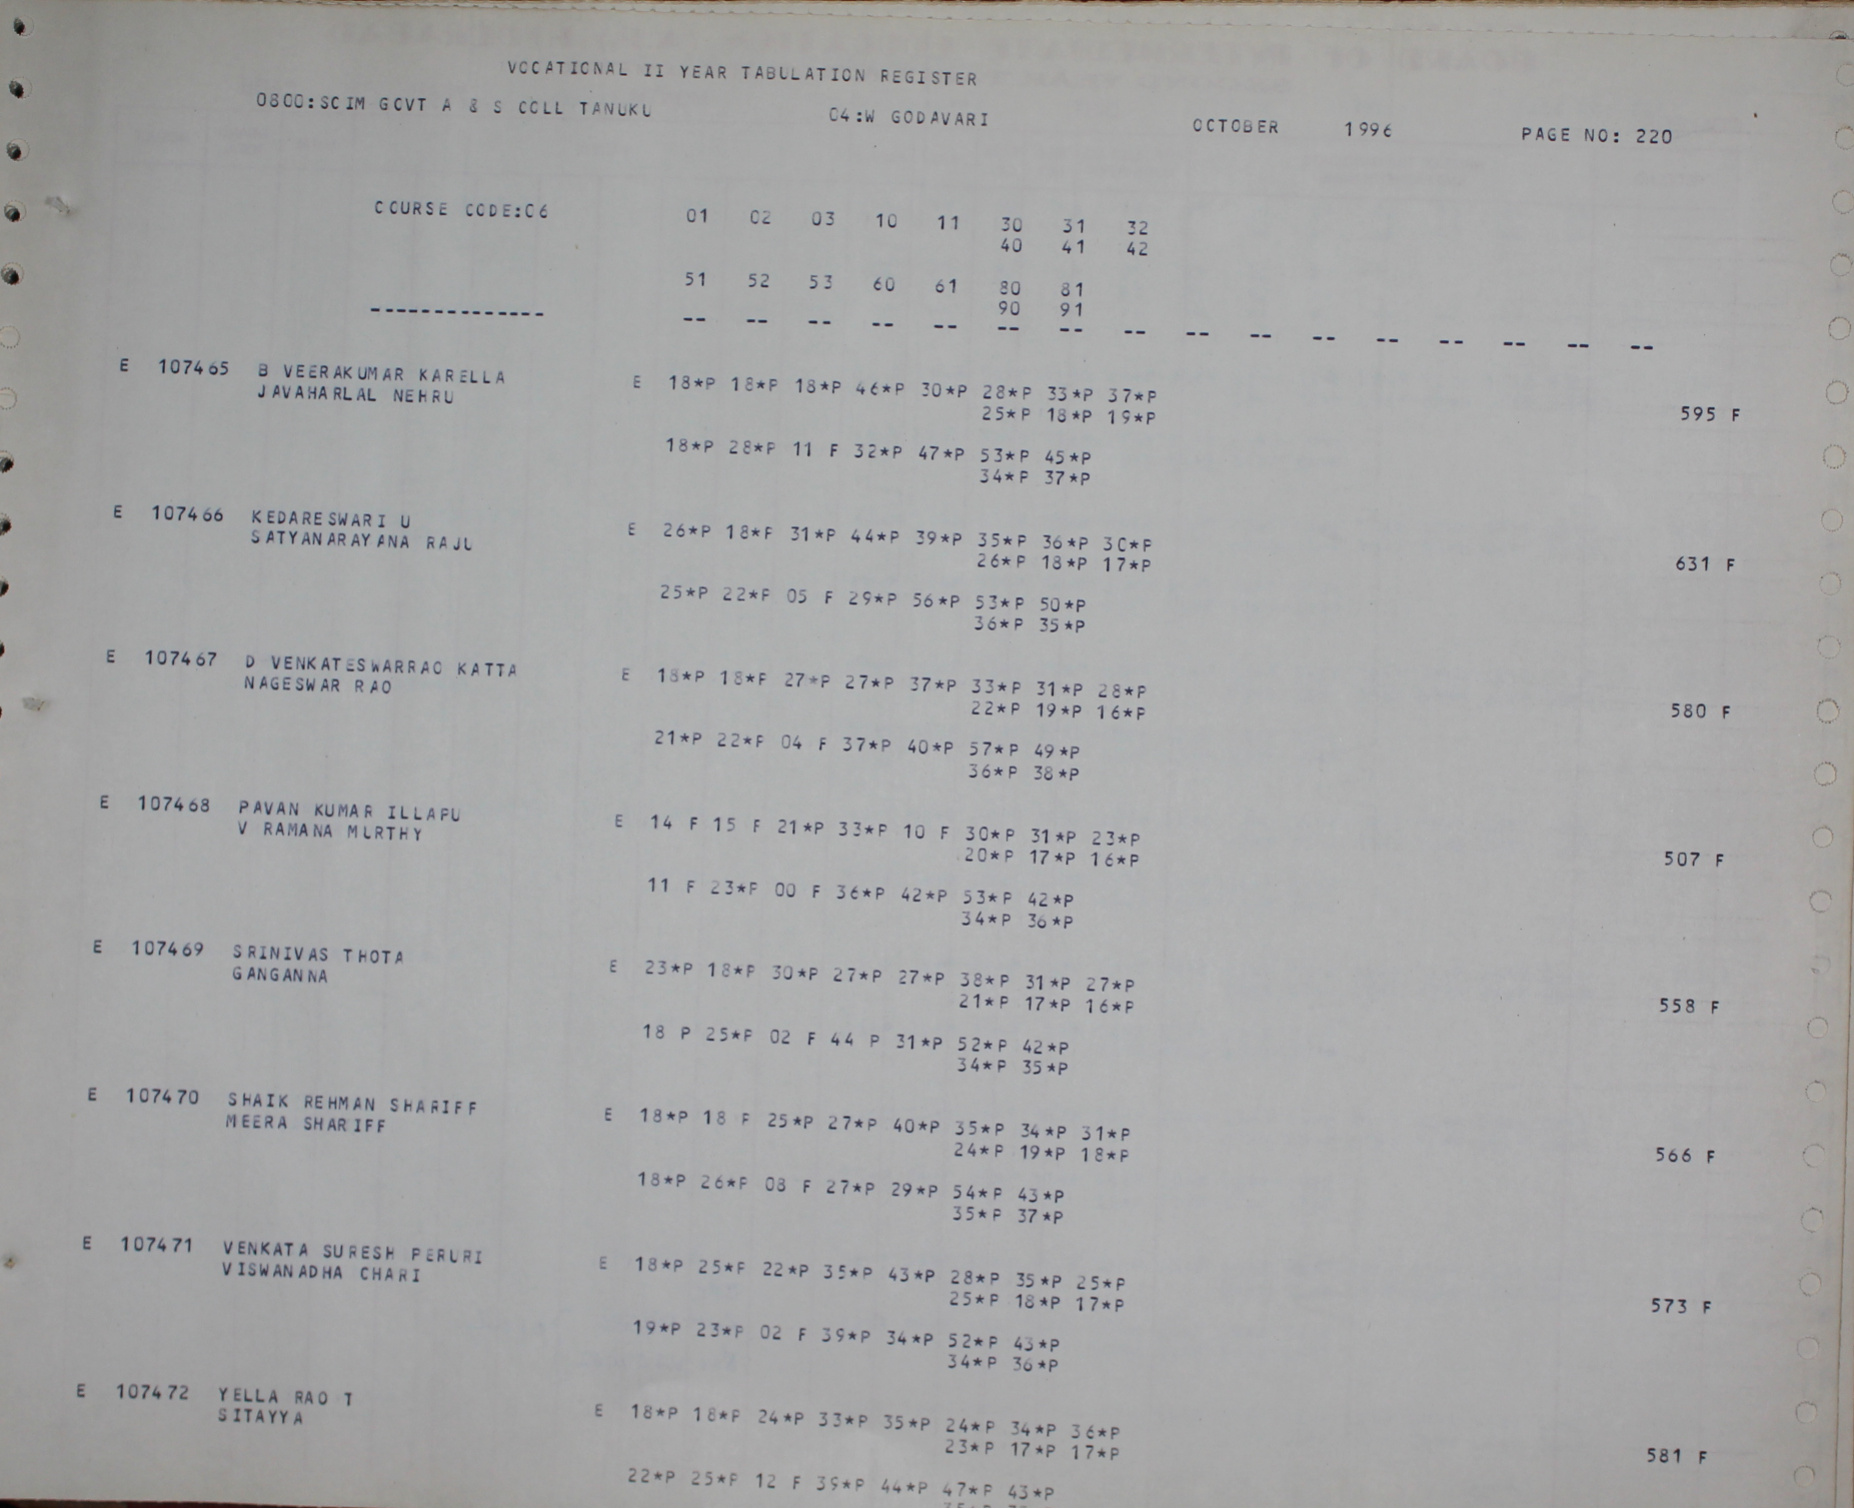 VOCATIONAL II YEAR TABULATION REGISTER
0800:SCIM GOVT A & S COLL TANUKU 04:W GODAVARI OCTOBER 1996 PAGE NO: 220
COURSE CODE:06 01 02 03 10 11 30 31 32
40 41 42
51 52 53 60 61 80 81
90 91
-------------- -- -- -- -- -- -- -- -- -- -- -- -- -- -- -- --
E 107465 B VEERAKUMAR KARELLA E 18*P 18*P 18*P 46*P 30*P 28*P 33*P 37*P
JAVAHARLAL NEHRU 25*P 18*P 19*P 595 F
18*P 28*P 11 F 32*P 47*P 53*P 45*P
34*P 37*P
E 107466 KEDARESWARI U E 26*P 18*P 31*P 44*P 39*P 35*P 36*P 30*P
SATYANARAYANA RAJU 26*P 18*P 17*P 631 F
25*P 22*P 05 F 29*P 56*P 53*P 50*P
36*P 35*P
E 107467 D VENKATESWARRAO KATTA E 18*P 18*P 27*P 27*P 37*P 33*P 31*P 28*P
NAGESWAR RAO 22*P 19*P 16*P 580 F
21*P 22*P 04 F 37*P 40*P 57*P 49*P
36*P 38*P
E 107468 PAVAN KUMAR ILLAPU E 14 F 15 F 21*P 33*P 10 F 30*P 31*P 23*P
V RAMANA MURTHY 20*P 17*P 16*P 507 F
11 F 23*P 00 F 36*P 42*P 53*P 42*P
34*P 36*P
E 107469 SRINIVAS THOTA E 23*P 18*P 30*P 27*P 27*P 38*P 31*P 27*P
GANGANNA 21*P 17*P 16*P 558 F
18 P 25*P 02 F 44 P 31*P 52*P 42*P
34*P 35*P
E 107470 SHAIK REHMAN SHARIFF E 18*P 18 P 25*P 27*P 40*P 35*P 34*P 31*P
MEERA SHARIFF 24*P 19*P 18*P 566 F
18*P 26*P 08 F 27*P 29*P 54*P 43*P
35*P 37*P
E 107471 VENKATA SURESH PERURI E 18*P 25*P 22*P 35*P 43*P 28*P 35*P 25*P
VISWANADHA CHARI 25*P 18*P 17*P 573 F
19*P 23*P 02 F 39*P 34*P 52*P 43*P
34*P 36*P
E 107472 YELLA RAO T E 18*P 18*P 24*P 33*P 35*P 24*P 34*P 36*P
SITAYYA 23*P 17*P 17*P 581 F
22*P 25*P 12 F 39*P 44*P 47*P 43*P